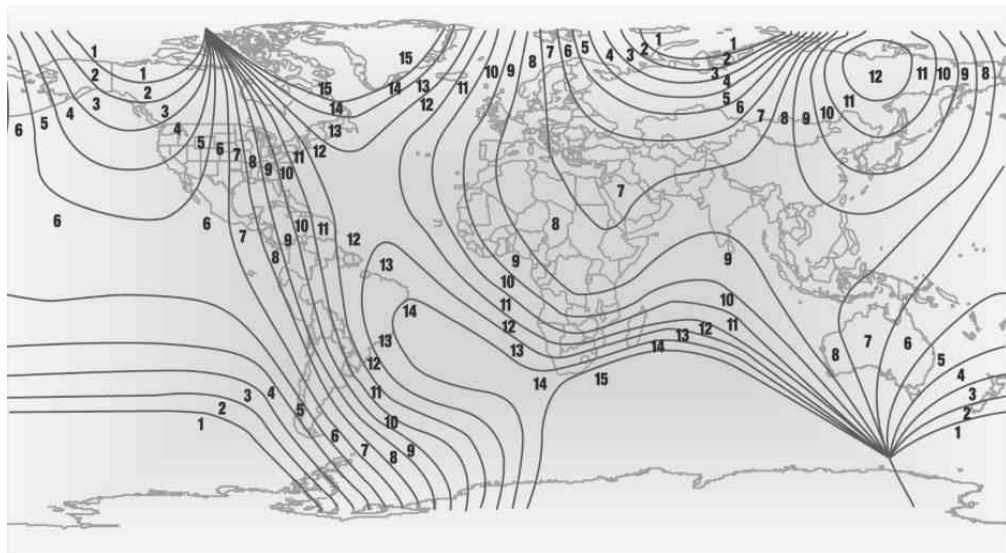 1 1
1 2 7 6 5 4 3 2 15 8
2 1 10 9 3 12 11 10 9 8
15 14 13 11 4
2 5 11
3 14 12 6
4 3 7 8 9 10
5 4 13
6 5 6 7 8 9 10 11 12
7
6 6 7 9 10 11 12 8
8 13 9 9
10
14 11 10
12 13 12 11
13 13 14 7 6
12 8 5
14 15 4
3 4 11 3
2 5 10 2
1 1
6 7 8 9